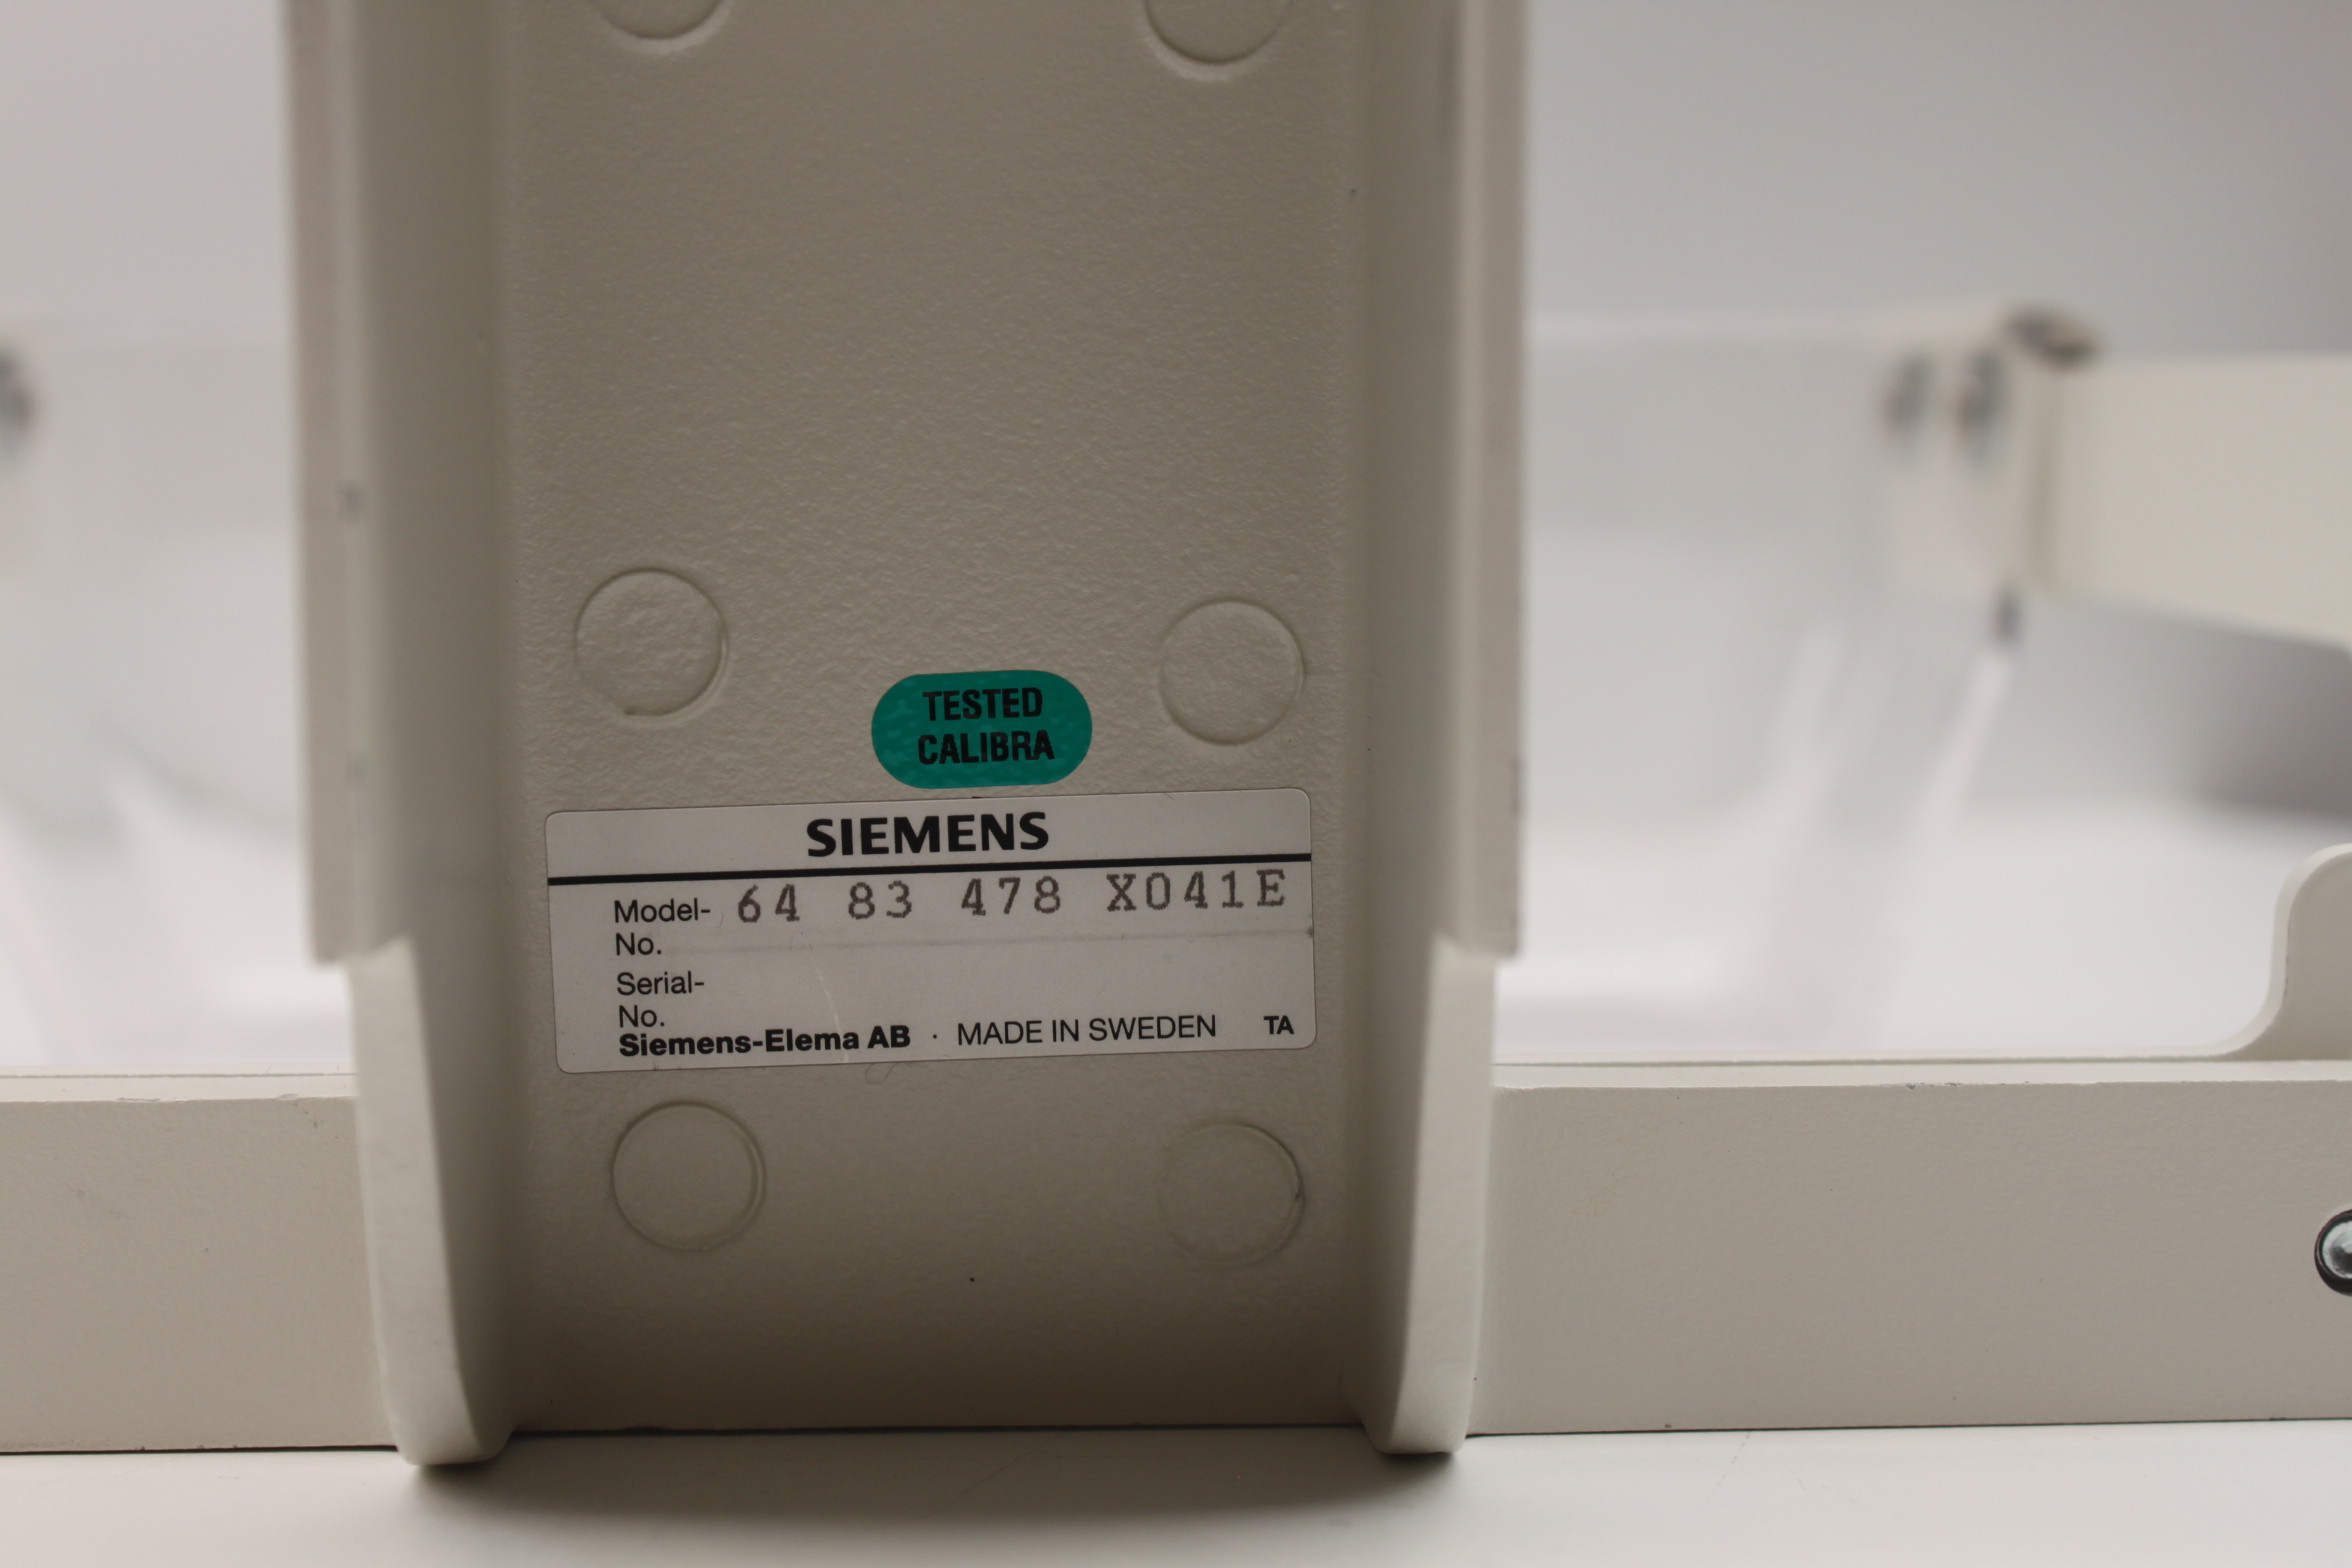 TESTED
CALIBRA
SIEMENS
Model- 64 83 478 X041E
No.
Serial-
No.
Siemens-Elema AB · MADE IN SWEDEN TA